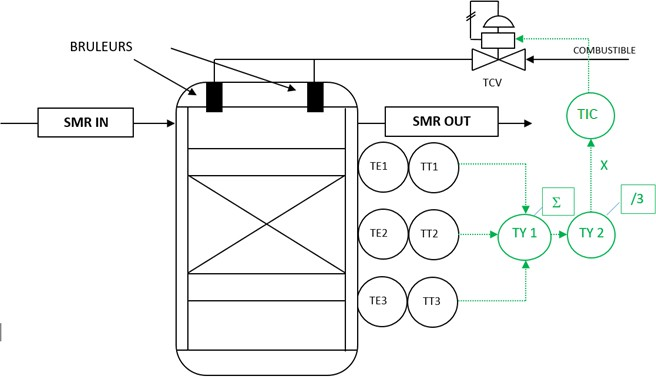 BRULEURS
COMBUSTIBLE
TCV
TIC
SMR IN
SMR OUT
X
TE1
TT1
Σ
/3
TE2
TT2
TY 1
TY 2
TE3
TT3